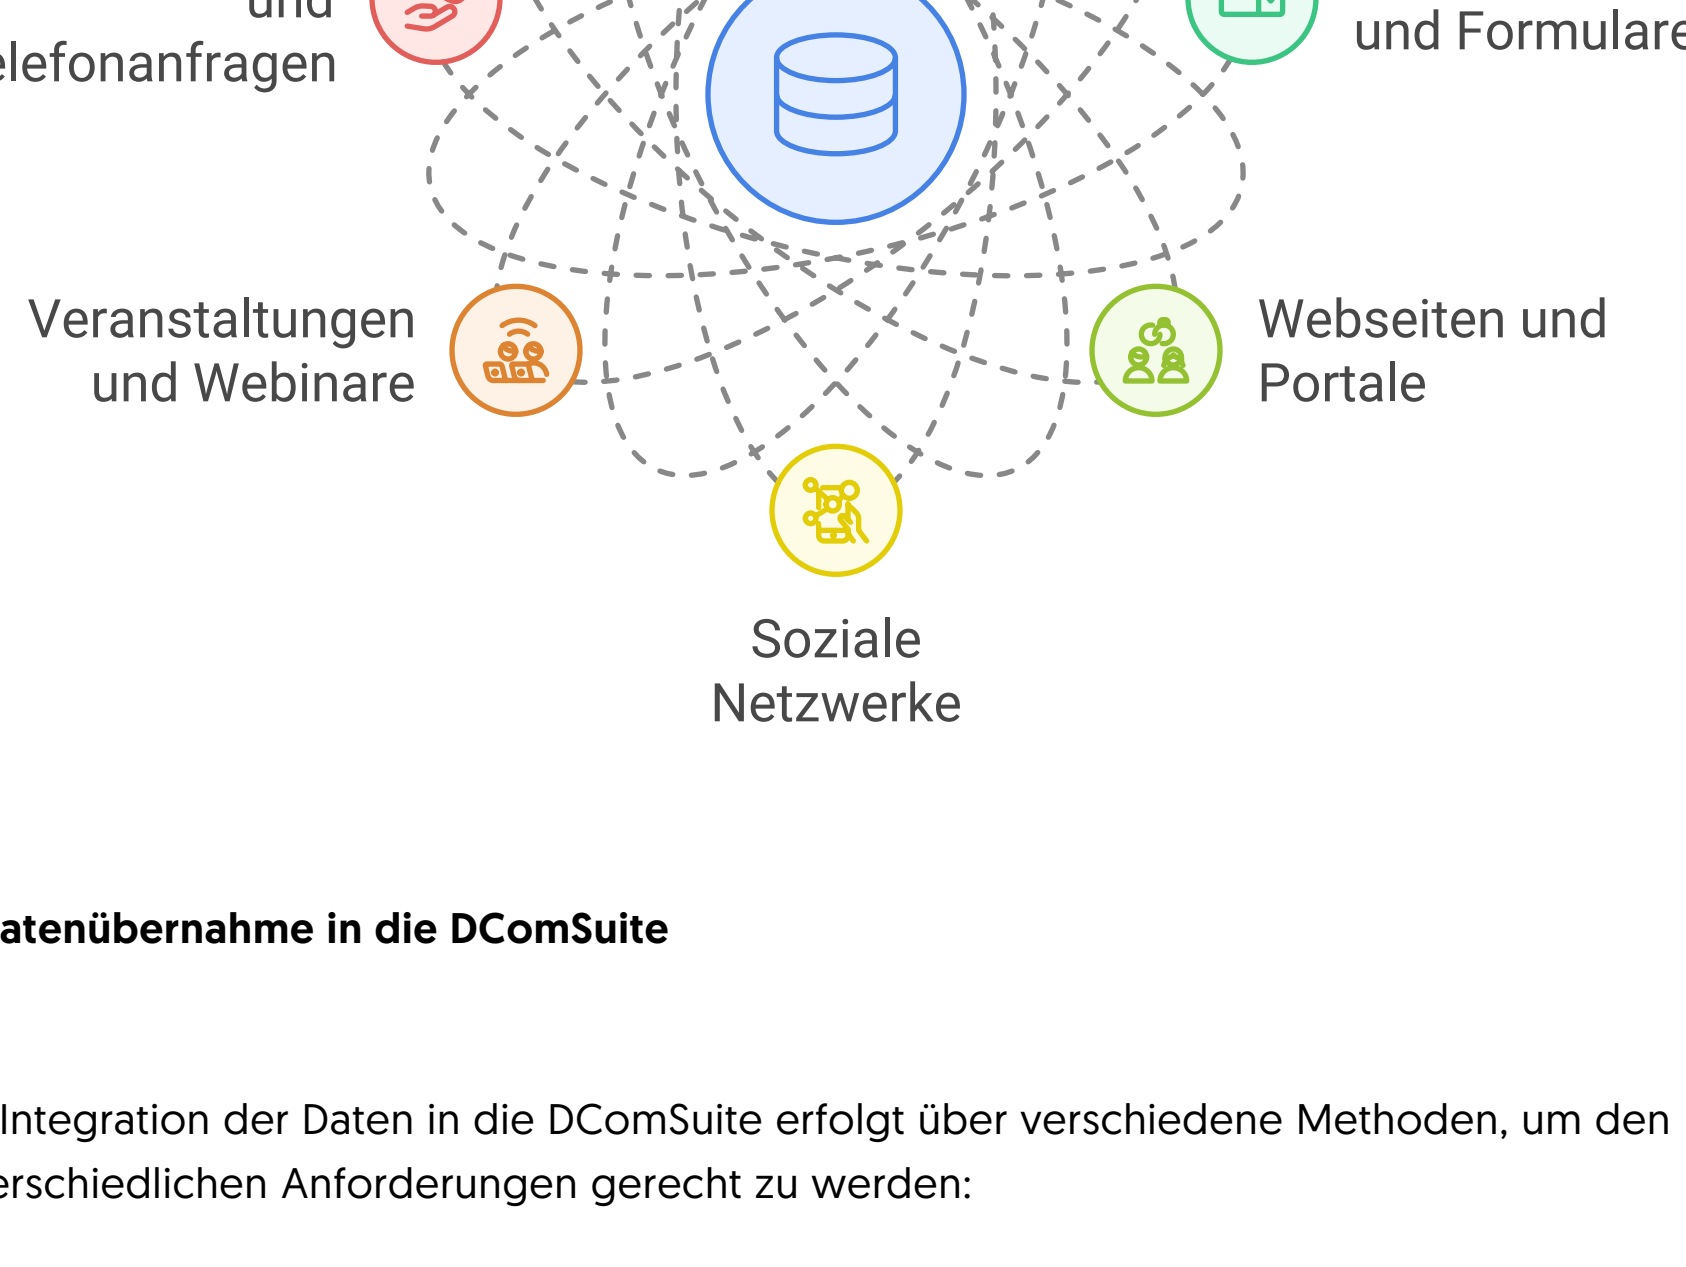 und
elefonanfragen
und Formulare
Veranstaltungen
und Webinare
Webseiten und
Portale
Soziale
Netzwerke
atenübernahme in die DComSuite
Integration der Daten in die DComSuite erfolgt über verschiedene Methoden, um den
erschiedlichen Anforderungen gerecht zu werden: